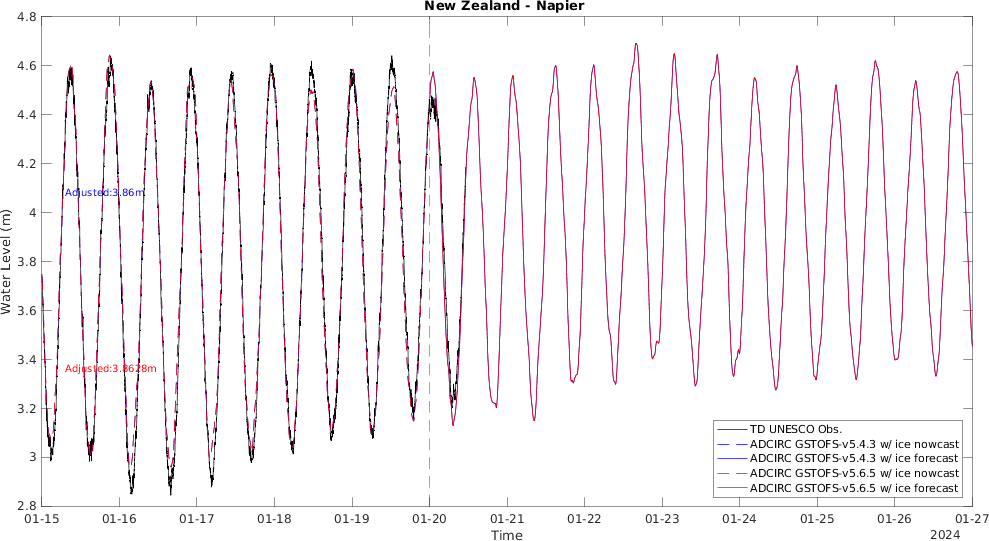 New Zealand - Napier
4.8
4.6
4.4
4.2
4
3.8
3.6
3.4
3.2
3
2.8
Water Level (m)
Adjusted:3.86m
Adjusted:3.8628m
TD UNESCO Obs.
ADCIRC GSTOFS-v5.4.3 w/ ice nowcast
ADCIRC GSTOFS-v5.4.3 w/ ice forecast
ADCIRC GSTOFS-v5.6.5 w/ ice nowcast
ADCIRC GSTOFS-v5.6.5 w/ ice forecast
01-15 01-16 01-17 01-18 01-19 01-20 01-21 01-22 01-23 01-24 01-25 01-26 01-27
Time
2024